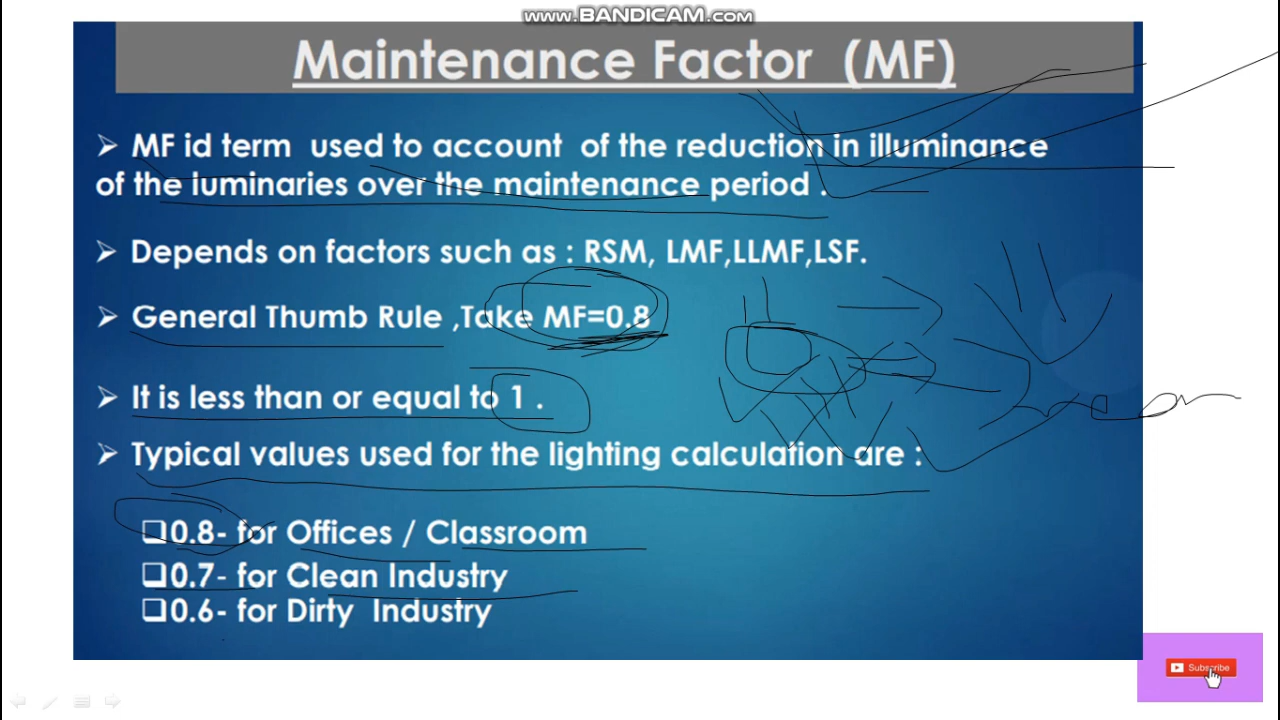 www.BANDICAM.com
Maintenance Factor (MF)
MF id term used to account of the reduction in illuminance
of the luminaries over the maintenance period .
Depends on factors such as : RSM, LMF,LLMF,LSF.
General Thumb Rule ,Take MF=0.8
It is less than or equal to 1 .
Typical values used for the lighting calculation are :
0.8- for Offices / Classroom
0.7- for Clean Industry
0.6- for Dirty Industry
Subscribe